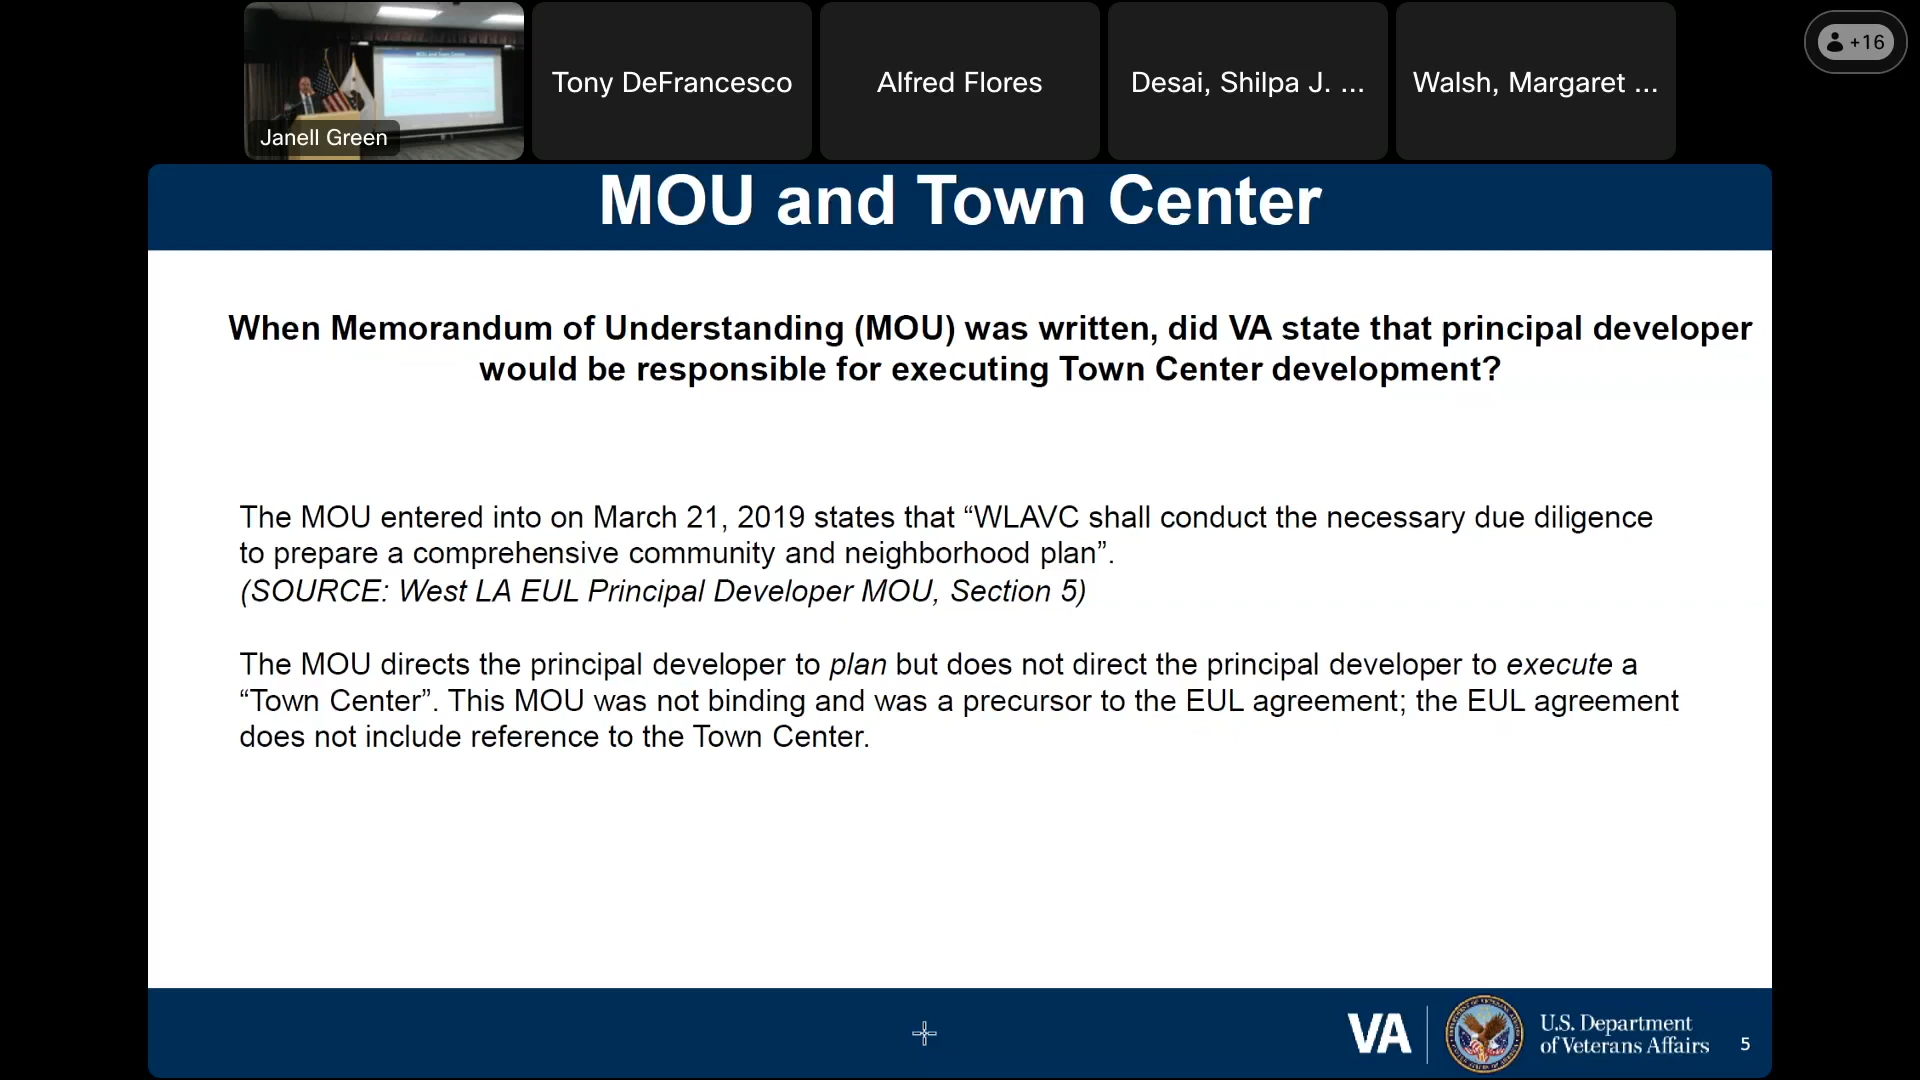 Janell Green
Tony DeFrancesco
Alfred Flores
Desai, Shilpa J. ...
Walsh, Margaret ...
+16
MOU and Town Center
When Memorandum of Understanding (MOU) was written, did VA state that principal developer
would be responsible for executing Town Center development?
The MOU entered into on March 21, 2019 states that “WLAVC shall conduct the necessary due diligence
to prepare a comprehensive community and neighborhood plan”.
(SOURCE: West LA EUL Principal Developer MOU, Section 5)
The MOU directs the principal developer to plan but does not direct the principal developer to execute a
“Town Center”. This MOU was not binding and was a precursor to the EUL agreement; the EUL agreement
does not include reference to the Town Center.
VA
U.S. Department
of Veterans Affairs
5